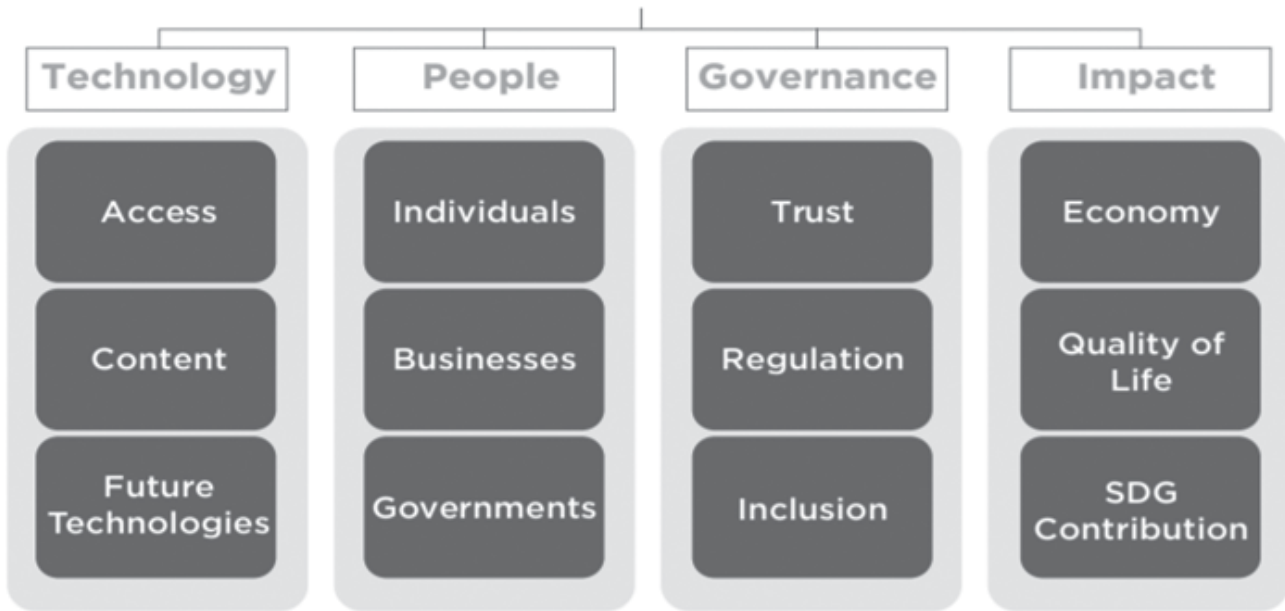 Technology
People
Governance
Impact
Access
Individuals
Trust
Economy
Content
Businesses
Regulation
Quality of
Life
Future
Technologies
Governments
Inclusion
SDG
Contribution